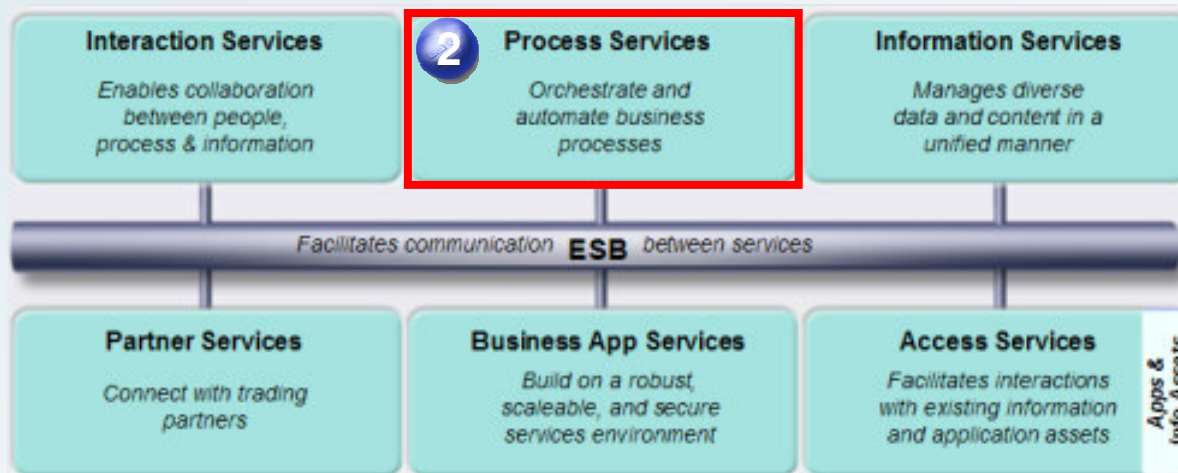 Interaction Services
Enables collaboration
between people,
process & information
2
Process Services
Orchestrate and
automate business
processes
Information Services
Manages diverse
data and content in a
unified manner
Facilitates communication ESB between services
Partner Services
Connect with trading
partners
Business App Services
Build on a robust,
scaleable, and secure
services environment
Access Services
Facilitates interactions
with existing information
and application assets
Apps &
Info Assets